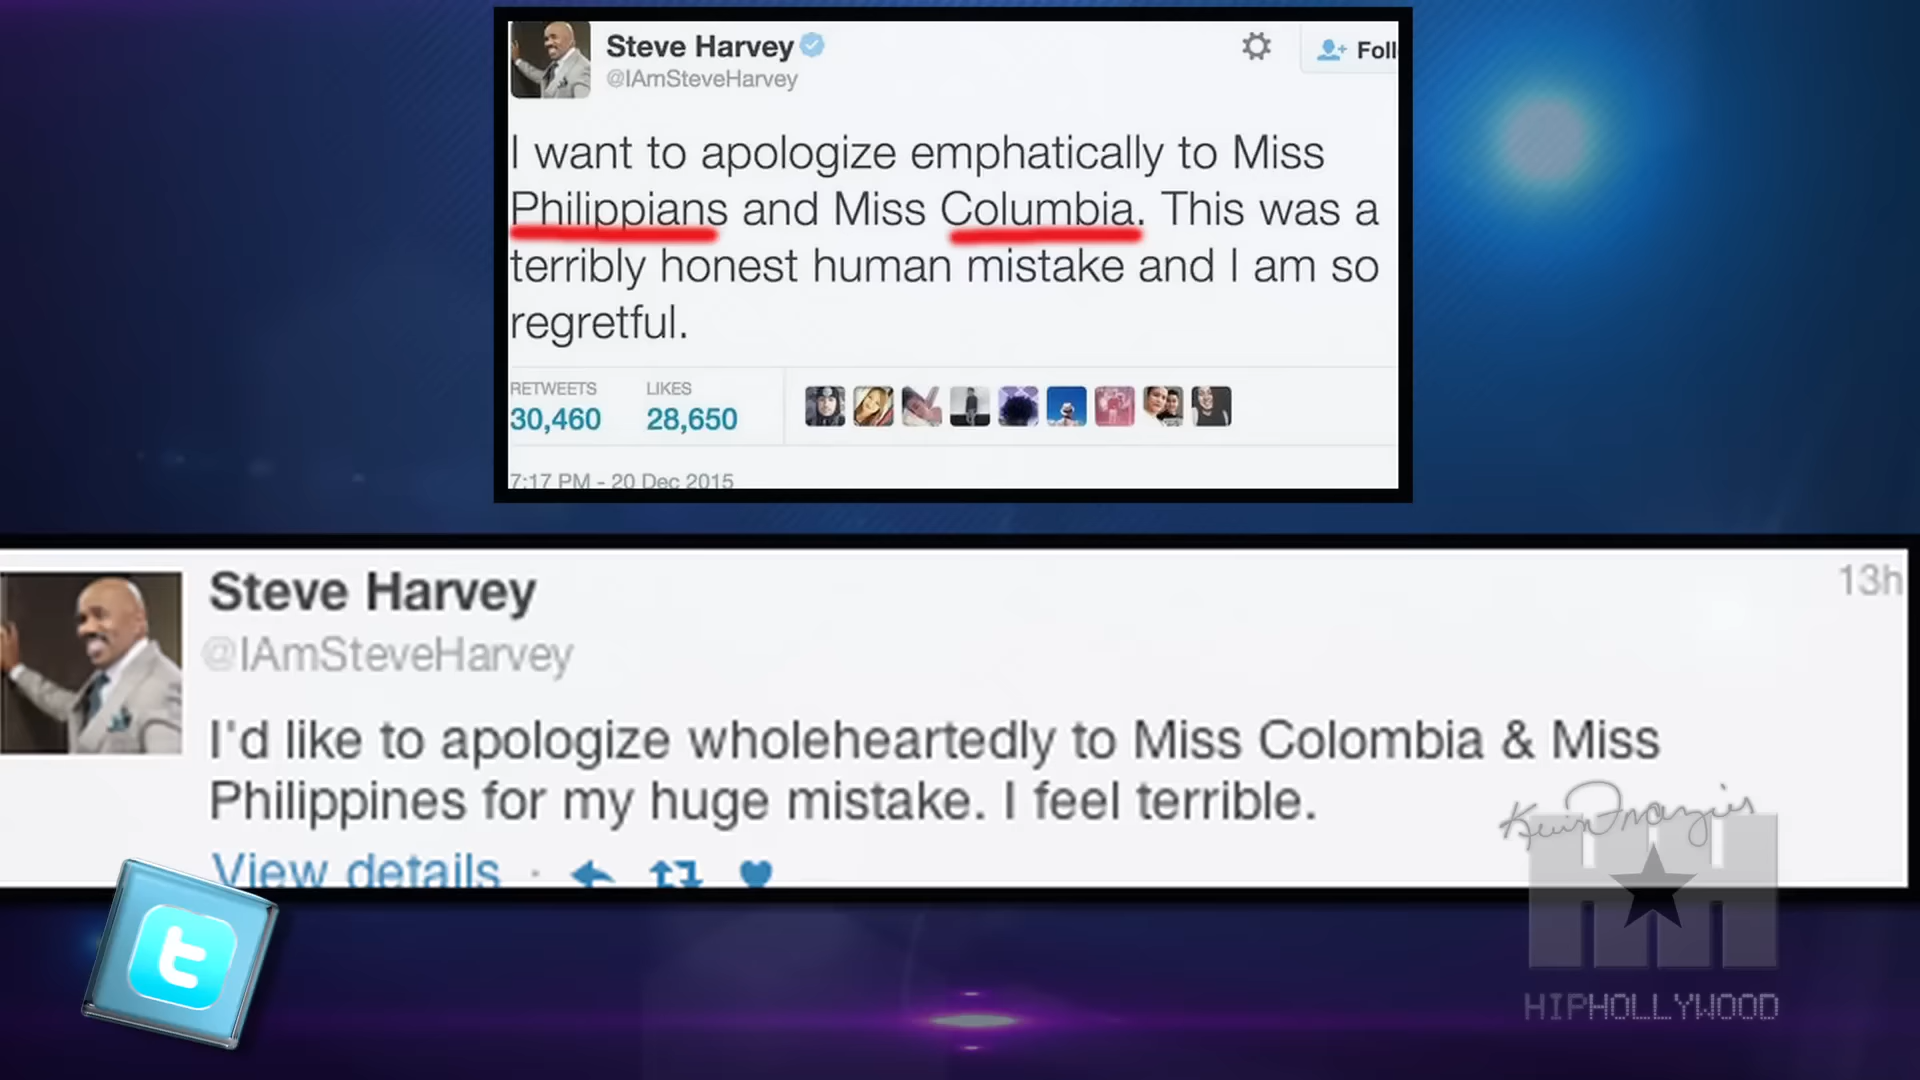 Steve Harvey
@IAmSteveHarvey
Foll
I want to apologize emphatically to Miss
Philippians and Miss Columbia. This was a
terribly honest human mistake and I am so
regretful.
RETWEETS LIKES
30,460 28,650
7:17 PM - 20 Dec 2015
Steve Harvey
13h
@IAmSteveHarvey
I'd like to apologize wholeheartedly to Miss Colombia & Miss
Philippines for my huge mistake. I feel terrible.
View details
Kevin Frazier's
HIPHOLLYWOOD